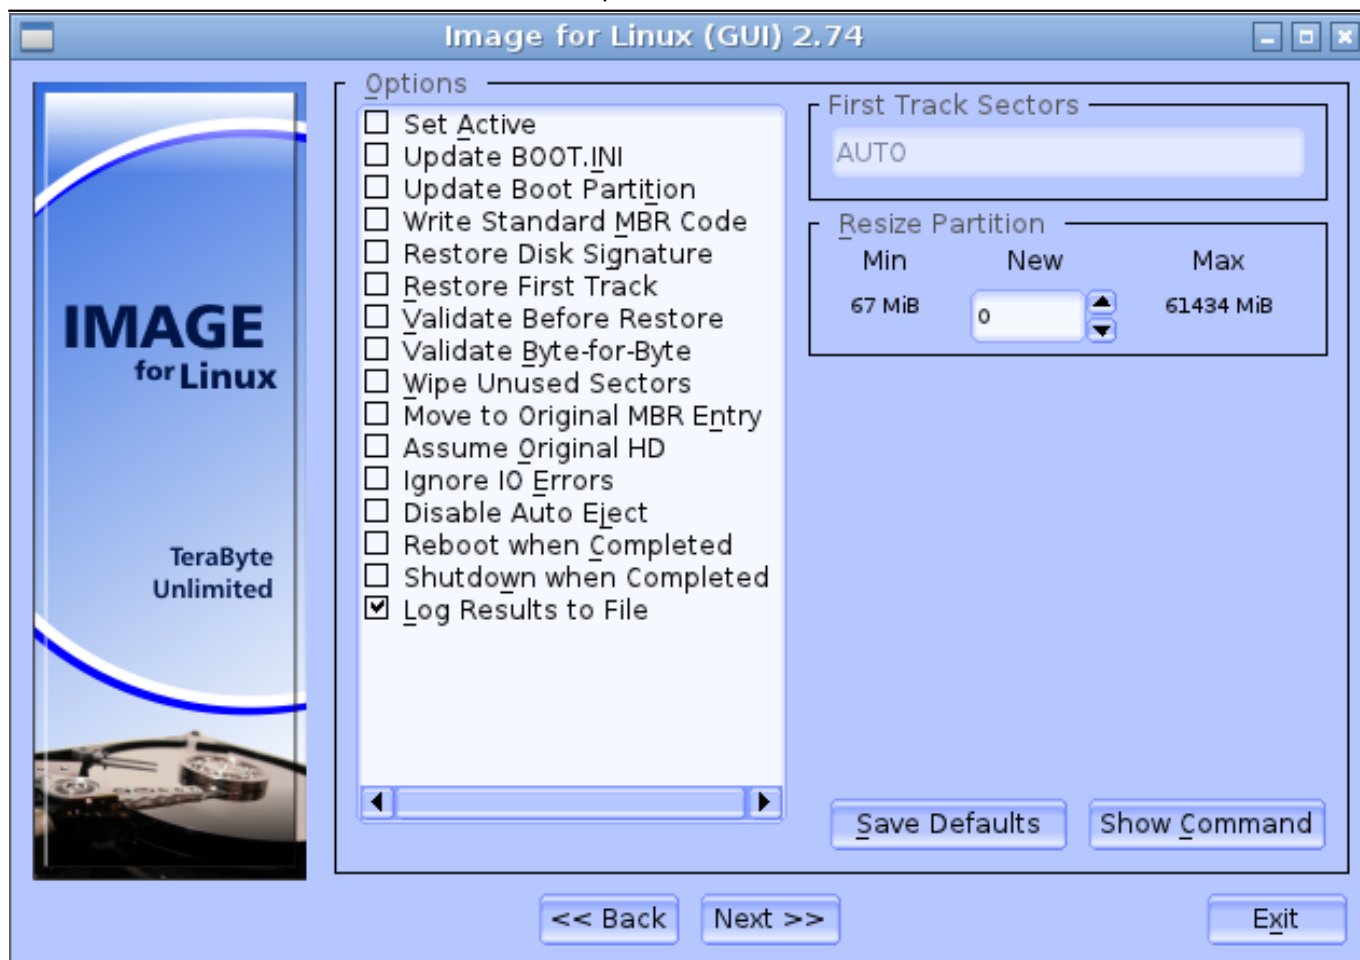 Image for Linux (GUI) 2.74
IMAGE
for Linux
TeraByte
Unlimited
Options
Set Active
Update BOOT.INI
Update Boot Partition
Write Standard MBR Code
Restore Disk Signature
Restore First Track
Validate Before Restore
Validate Byte-for-Byte
Wipe Unused Sectors
Move to Original MBR Entry
Assume Original HD
Ignore IO Errors
Disable Auto Eject
Reboot when Completed
Shutdown when Completed
Log Results to File
First Track Sectors
AUTO
Resize Partition
Min New Max
67 MiB 0 61434 MiB
Save Defaults Show Command
<< Back Next >> Exit